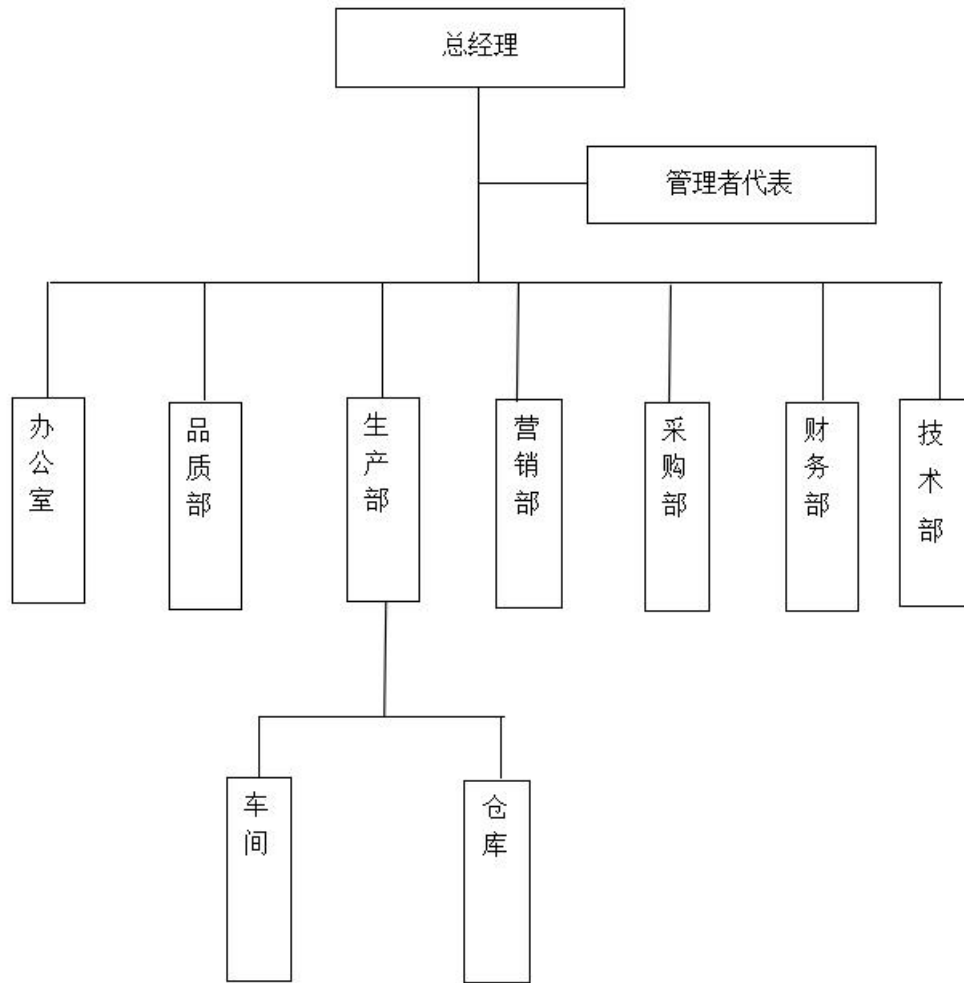 总经理
管理者代表
办公室
品质部
生产部
营销部
采购部
财务部
技术部
车间
仓库